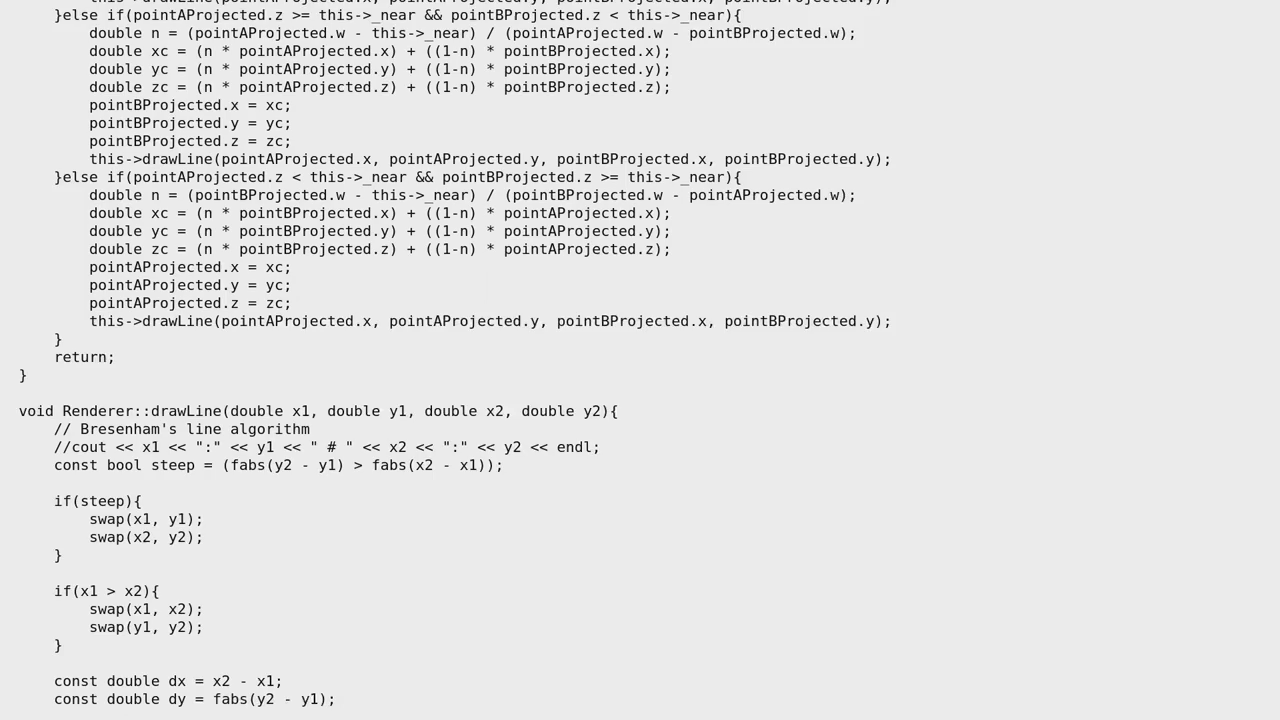 this->drawLine(pointAProjected.x, pointAProjected.y, pointBProjected.x, pointBProjected.y);
    }else if(pointAProjected.z >= this->_near && pointBProjected.z < this->_near){
        double n = (pointAProjected.w - this->_near) / (pointAProjected.w - pointBProjected.w);
        double xc = (n * pointAProjected.x) + ((1-n) * pointBProjected.x);
        double yc = (n * pointAProjected.y) + ((1-n) * pointBProjected.y);
        double zc = (n * pointAProjected.z) + ((1-n) * pointBProjected.z);
        pointBProjected.x = xc;
        pointBProjected.y = yc;
        pointBProjected.z = zc;
        this->drawLine(pointAProjected.x, pointAProjected.y, pointBProjected.x, pointBProjected.y);
    }else if(pointAProjected.z < this->_near && pointBProjected.z >= this->_near){
        double n = (pointBProjected.w - this->_near) / (pointBProjected.w - pointAProjected.w);
        double xc = (n * pointBProjected.x) + ((1-n) * pointAProjected.x);
        double yc = (n * pointBProjected.y) + ((1-n) * pointAProjected.y);
        double zc = (n * pointBProjected.z) + ((1-n) * pointAProjected.z);
        pointAProjected.x = xc;
        pointAProjected.y = yc;
        pointAProjected.z = zc;
        this->drawLine(pointAProjected.x, pointAProjected.y, pointBProjected.x, pointBProjected.y);
    }
    return;
}

void Renderer::drawLine(double x1, double y1, double x2, double y2){
    // Bresenham's line algorithm
    //cout << x1 << ":" << y1 << " # " << x2 << ":" << y2 << endl;
    const bool steep = (fabs(y2 - y1) > fabs(x2 - x1));

    if(steep){
        swap(x1, y1);
        swap(x2, y2);
    }

    if(x1 > x2){
        swap(x1, x2);
        swap(y1, y2);
    }

    const double dx = x2 - x1;
    const double dy = fabs(y2 - y1);